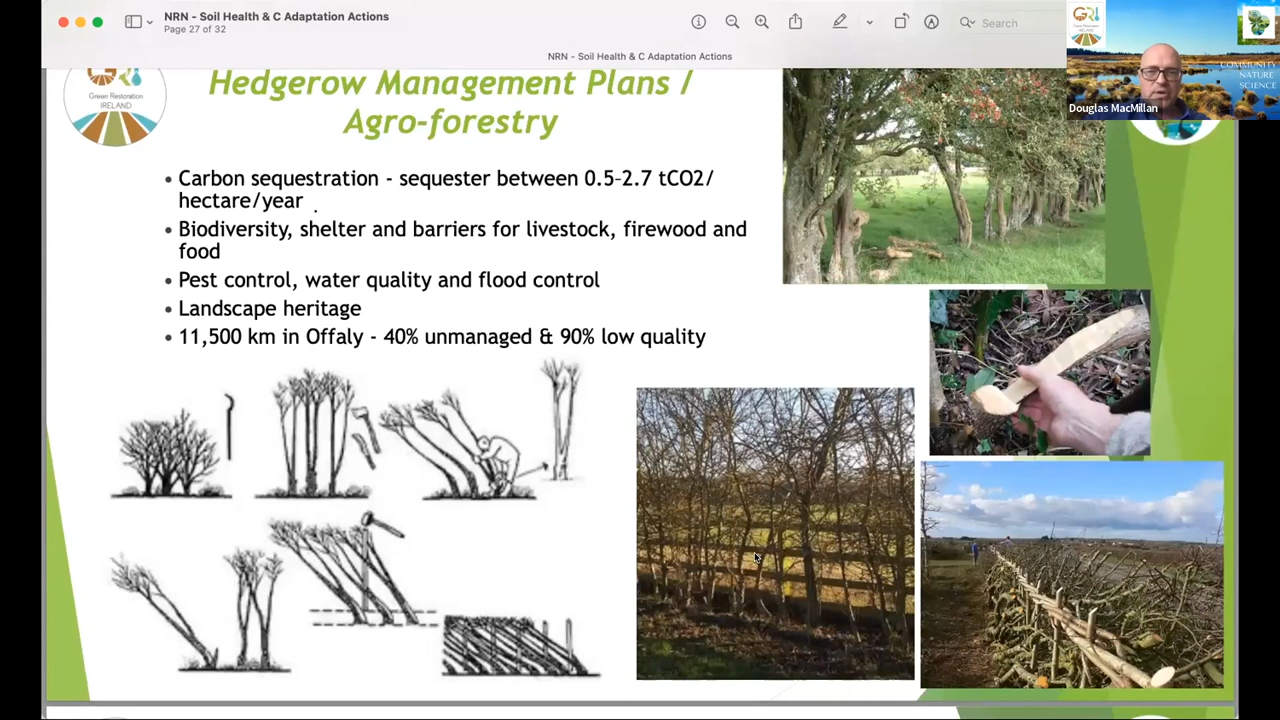 NRN - Soil Health & C Adaptation Actions
Page 27 of 32
Search
NRN - Soil Health & C Adaptation Actions
GRI
COMMUNITY
NATURE
SCIENCE
Douglas MacMillan
Green Restoration
IRELAND
Hedgerow Management Plans /
Agro-forestry
• Carbon sequestration - sequester between 0.5–2.7 tCO2/
hectare/year
• Biodiversity, shelter and barriers for livestock, firewood and
food
• Pest control, water quality and flood control
• Landscape heritage
• 11,500 km in Offaly - 40% unmanaged & 90% low quality